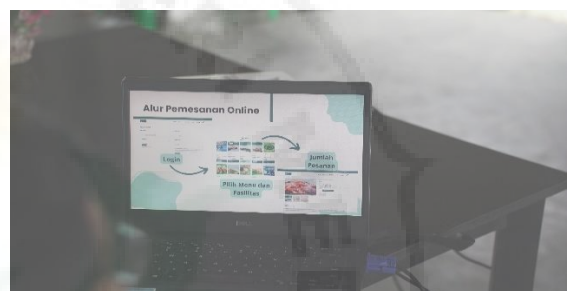 Alur Pemesanan Online
Login
Pilih Menu dan
Fasilitas
Jumlah
Pesanan